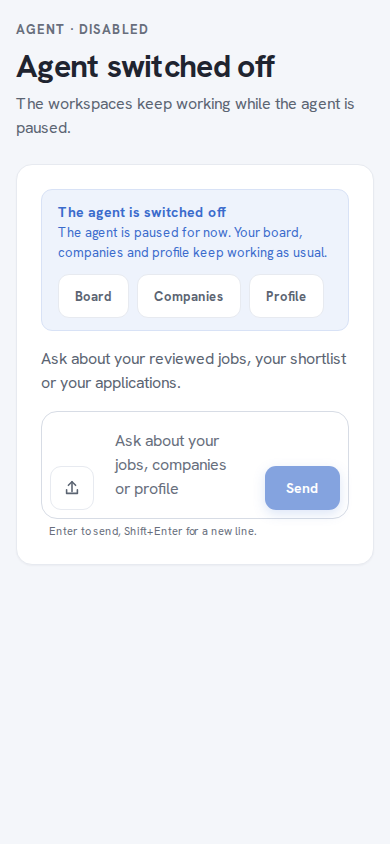 AGENT · DISABLED
Agent switched off
The workspaces keep working while the agent is
paused.
The agent is switched off
The agent is paused for now. Your board,
companies and profile keep working as usual.
Board
Companies
Profile
Ask about your reviewed jobs, your shortlist
or your applications.
Ask about your
jobs, companies
or profile
Send
Enter to send, Shift+Enter for a new line.